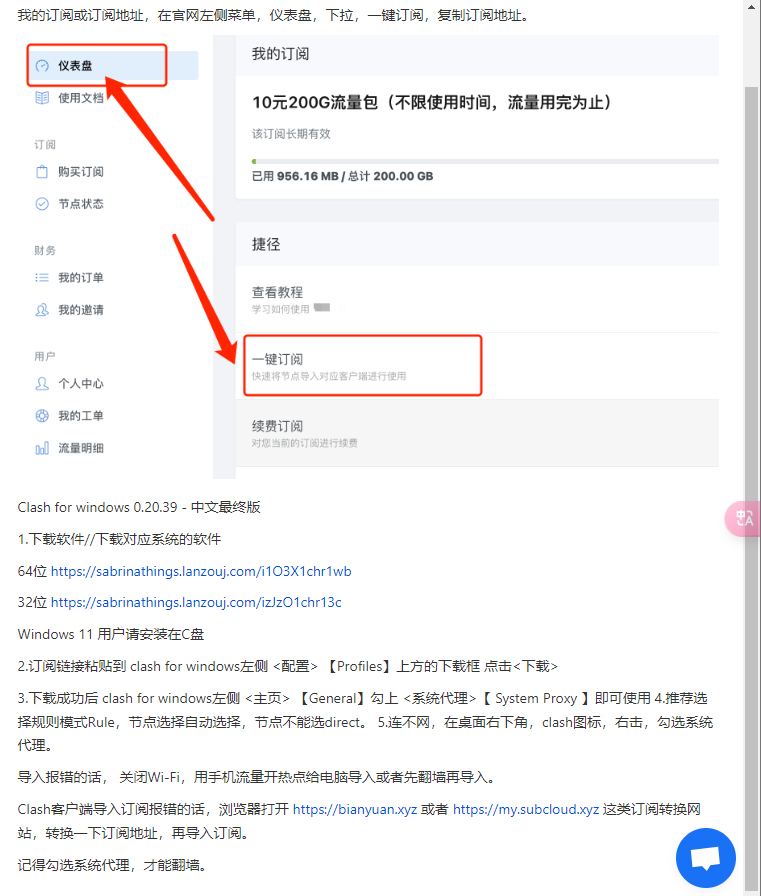 我的订阅或订阅地址，在官网左侧菜单，仪表盘，下拉，一键订阅，复制订阅地址。
仪表盘
使用文档
订阅
购买订阅
节点状态
财务
我的订单
我的邀请
用户
个人中心
我的工单
流量明细
我的订阅
10元200G流量包（不限使用时间，流量用完为止）
该订阅长期有效
已用 956.16 MB / 总计 200.00 GB
捷径
查看教程
学习如何使用
一键订阅
快速将节点导入对应客户端进行使用
续费订阅
对您当前的订阅进行续费
Clash for windows 0.20.39 - 中文最终版
1.下载软件//下载对应系统的软件
64位 https://sabrinathings.lanzouj.com/i1O3X1chr1wb
32位 https://sabrinathings.lanzouj.com/izJzO1chr13c
Windows 11 用户请安装在C盘
2.订阅链接粘贴到 clash for windows左侧 <配置> 【Profiles】上方的下载框 点击<下载>
3.下载成功后 clash for windows左侧 <主页> 【General】勾上 <系统代理>【 System Proxy 】即可使用 4.推荐选
择规则模式Rule，节点选择自动选择，节点不能选direct。 5.连不网，在桌面右下角，clash图标，右击，勾选系统
代理。
导入报错的话， 关闭Wi-Fi，用手机流量开热点给电脑导入或者先翻墙再导入。
Clash客户端导入订阅报错的话，浏览器打开 https://bianyuan.xyz 或者 https://my.subcloud.xyz 这类订阅转换网
站，转换一下订阅地址，再导入订阅。
记得勾选系统代理，才能翻墙。
中
A